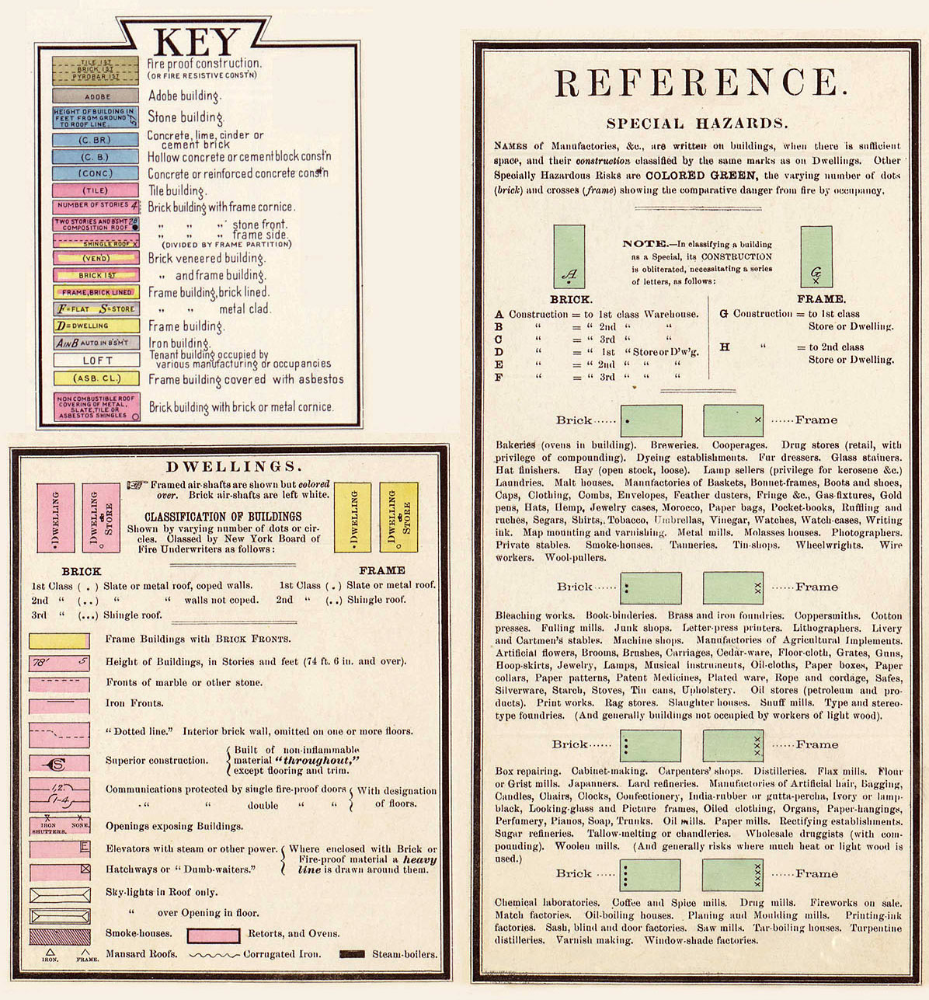 KEY
TILE 1ST
BRICK 1ST
PYROBAR 1ST
Fire proof construction.
(OR FIRE RESISTIVE CONST'N)
ADOBE
Adobe building.
HEIGHT OF BUILDING IN
FEET FROM GROUND
TO ROOF LINE.
57
Stone building.
(C. BR.)
Concrete, lime, cinder or
cement brick
(C. B.)
Hollow concrete or cement block const'n
(CONC.)
Concrete or reinforced concrete const'n
(TILE)
Tile building.
NUMBER OF STORIES 4
Brick building with frame cornice.
TWO STORIES AND B'SMT 2B
COMPOSITION ROOF
" " " stone front.
" " " frame side.
SHINGLE ROOF X
(DIVIDED BY FRAME PARTITION)
(VEN'D)
Brick veneered building.
BRICK 1ST
" and frame building.
FRAME, BRICK LINED
Frame building, brick lined.
F=FLAT S=STORE
" " metal clad.
D=DWELLING
Frame building.
A IN B AUTO. IN B'SM'T
Iron building.
LOFT
Tenant building occupied by
various manufacturing or occupancies
(ASB. CL.)
Frame building covered with asbestos
NON COMBUSTIBLE ROOF
COVERING OF METAL,
SLATE, TILE OR
ASBESTOS SHINGLES
Brick building with brick or metal cornice.
DWELLINGS.
DWELLING
DWELLING & STORE
☞ Framed air-shafts are shown but colored
over. Brick air-shafts are left white.
CLASSIFICATION OF BUILDINGS
Shown by varying number of dots or cir-
cles. Classed by New York Board of
Fire Underwriters as follows:
DWELLING
DWELLING & STORE
BRICK
1st Class ( . ) Slate or metal roof, coped walls.
2nd " (..) " " walls not coped.
3rd " (...) Shingle roof.
FRAME
1st Class ( . ) Slate or metal roof.
2nd " (..) Shingle roof.
Frame Buildings with BRICK FRONTS.
78' 5
Height of Buildings, in Stories and feet (74 ft. 6 in. and over).
Fronts of marble or other stone.
Iron Fronts.
"Dotted line." Interior brick wall, omitted on one or more floors.
S
Superior construction. { Built of non-inflammable
material "throughout,"
except flooring and trim.
1,2
1-4
Communications protected by single fire-proof doors { With designation
" " double " " { of floors.
IRON SHUTTERS. NONE.
Openings exposing Buildings.
E
Elevators with steam or other power.
Hatchways or "Dumb-waiters."
{ Where enclosed with Brick or
Fire-proof material a heavy
line is drawn around them.
Sky-lights in Roof only.
" over Opening in floor.
Smoke-houses. Retorts, and Ovens.
IRON. FRAME. Mansard Roofs. Corrugated Iron. Steam-boilers.
REFERENCE.
SPECIAL HAZARDS.
NAMES of Manufactories, &c., are written on buildings, when there is sufficient
space, and their construction classified by the same marks as on Dwellings. Other
Specially Hazardous Risks are COLORED GREEN, the varying number of dots
(brick) and crosses (frame) showing the comparative danger from fire by occupancy.
A
NOTE.—In classifying a building
as a Special, its CONSTRUCTION
is obliterated, necessitating a series
of letters, as follows:
G
x
BRICK.
A Construction = to 1st class Warehouse.
B " = " 2nd " "
C " = " 3rd " "
D " = " 1st " Store or D'w'g.
E " = " 2nd " " "
F " = " 3rd " " "
FRAME.
G Construction = to 1st class
Store or Dwelling.
H " = to 2nd class
Store or Dwelling.
Brick...... x ......Frame
Bakeries (ovens in building). Breweries. Cooperages. Drug stores (retail, with
privilege of compounding). Dyeing establishments. Fur dressers. Glass stainers.
Hat finishers. Hay (open stock, loose). Lamp sellers (privilege for kerosene &c.)
Laundries. Malt houses. Manufactories of Baskets, Bonnet-frames, Boots and shoes,
Caps, Clothing, Combs, Envelopes, Feather dusters, Fringe &c., Gas-fixtures, Gold
pens, Hats, Hemp, Jewelry cases, Morocco, Paper bags, Pocket-books, Ruffling and
ruches, Segars, Shirts, Tobacco, Umbrellas, Vinegar, Watches, Watch-cases, Writing
ink. Map mounting and varnishing. Metal mills. Molasses houses. Photographers.
Private stables. Smoke-houses. Tanneries. Tin-shops. Wheelwrights. Wire
workers. Wool-pullers.
Brick...... x x ......Frame
Bleaching works. Book-binderies. Brass and iron foundries. Coppersmiths. Cotton
presses. Fulling mills. Junk shops. Letter-press printers. Lithographers. Livery
and Cartmen's stables. Machine shops. Manufactories of Agricultural Implements.
Artificial flowers, Brooms, Brushes, Carriages, Cedar-ware, Floor-cloth, Grates, Guns,
Hoop-skirts, Jewelry, Lamps, Musical instruments, Oil-cloths, Paper boxes, Paper
collars, Paper patterns, Patent Medicines, Plated ware, Rope and cordage, Safes,
Silverware, Starch, Stoves, Tin cans, Upholstery. Oil stores (petroleum and pro-
ducts). Print works. Rag stores. Slaughter houses. Snuff mills. Type and stereo-
type foundries. (And generally buildings not occupied by workers of light wood).
Brick...... x x x ......Frame
Box repairing. Cabinet-making. Carpenters' shops. Distilleries. Flax mills. Flour
or Grist mills. Japanners. Lard refineries. Manufactories of Artificial hair, Bagging,
Candles, Chairs, Clocks, Confectionery, India-rubber or gutta-percha, Ivory or lamp-
black, Looking-glass and Picture frames, Oiled clothing, Organs, Paper-hangings,
Perfumery, Pianos, Soap, Trunks. Oil mills. Paper mills. Rectifying establishments.
Sugar refineries. Tallow-melting or chandleries. Wholesale druggists (with com-
pounding). Woolen mills. (And generally risks where much heat or light wood is
used.)
Brick ..... x x x x ......Frame
Chemical laboratories. Coffee and Spice mills. Drug mills. Fireworks on sale.
Match factories. Oil-boiling houses. Planing and Moulding mills. Printing-ink
factories. Sash, blind and door factories. Saw mills. Tar-boiling houses. Turpentine
distilleries. Varnish making. Window-shade factories.